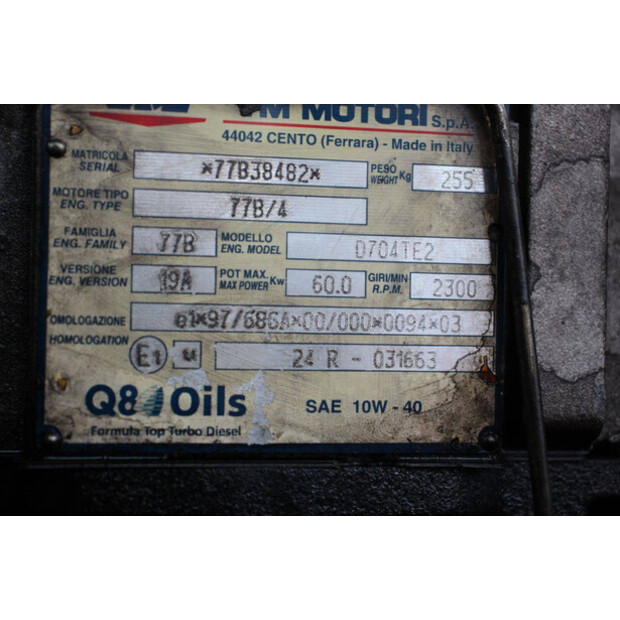 M MOTORI S.p.A.
44042 CENTO (Ferrara) - Made in Italy
MATRICOLA SERIAL *77B38482* PESO WEIGHT Kg 255
MOTORE TIPO ENG. TYPE 77B/4
FAMIGLIA ENG. FAMILY 77B MODELLO ENG. MODEL D704TE2
VERSIONE ENG. VERSION 19A POT MAX. MAX POWER Kw 60.0 GIRI/MIN R.P.M. 2300
OMOLOGAZIONE HOMOLOGATION e1*97/686A*00/000*0094*03
E1 24 R - 031663
Q8 Oils SAE 10W - 40
Formula Top Turbo Diesel